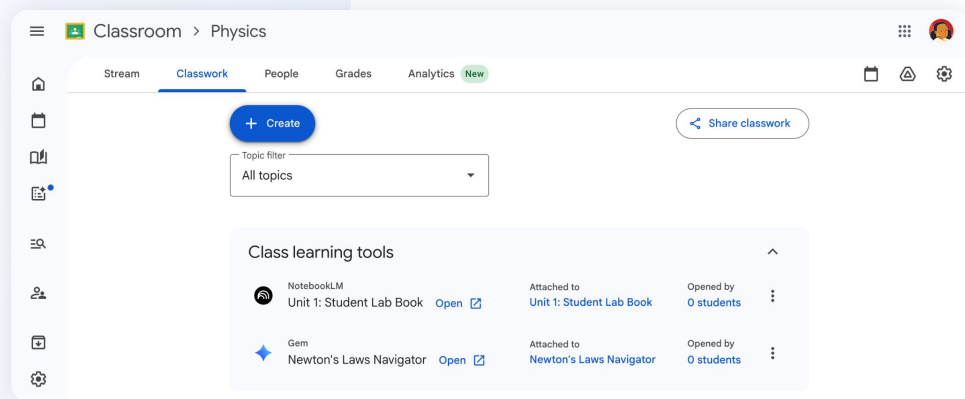 Classroom > Physics
Stream Classwork People Grades Analytics New
+ Create
Share classwork
Topic filter
All topics
Class learning tools
NotebookLM
Unit 1: Student Lab Book Open
Attached to
Unit 1: Student Lab Book
Opened by
0 students
Gem
Newton's Laws Navigator Open
Attached to
Newton's Laws Navigator
Opened by
0 students